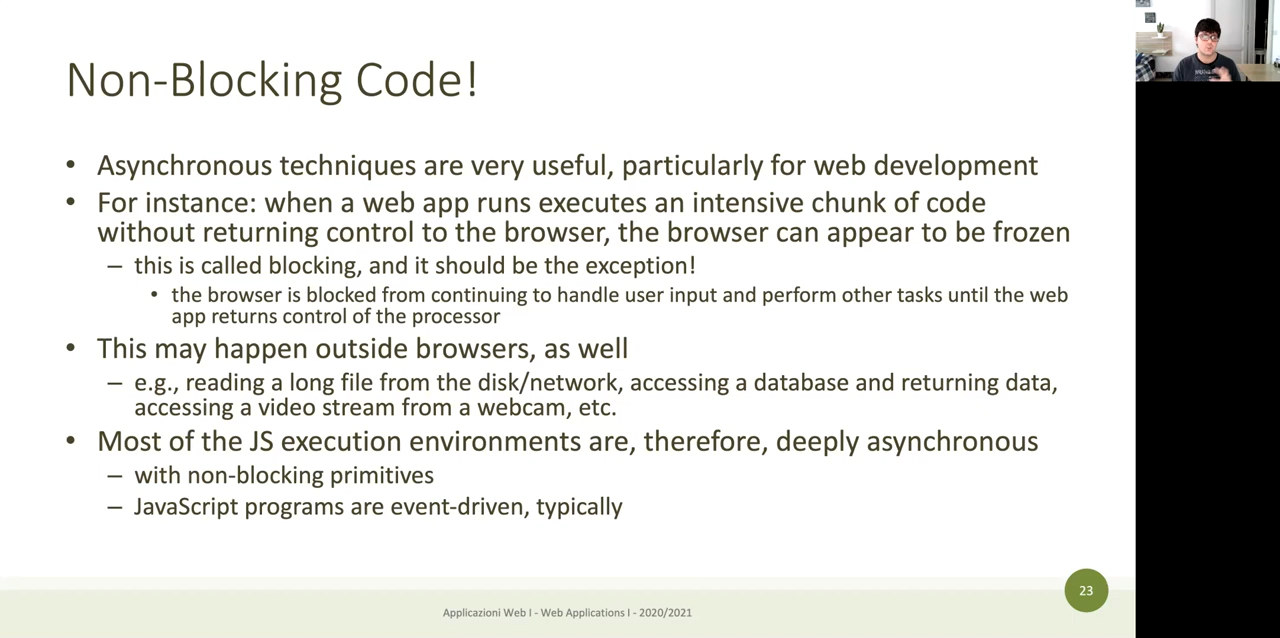 Non-Blocking Code!
• Asynchronous techniques are very useful, particularly for web development
• For instance: when a web app runs executes an intensive chunk of code
without returning control to the browser, the browser can appear to be frozen
– this is called blocking, and it should be the exception!
• the browser is blocked from continuing to handle user input and perform other tasks until the web
app returns control of the processor
• This may happen outside browsers, as well
– e.g., reading a long file from the disk/network, accessing a database and returning data,
accessing a video stream from a webcam, etc.
• Most of the JS execution environments are, therefore, deeply asynchronous
– with non-blocking primitives
– JavaScript programs are event-driven, typically
23
Applicazioni Web I - Web Applications I - 2020/2021